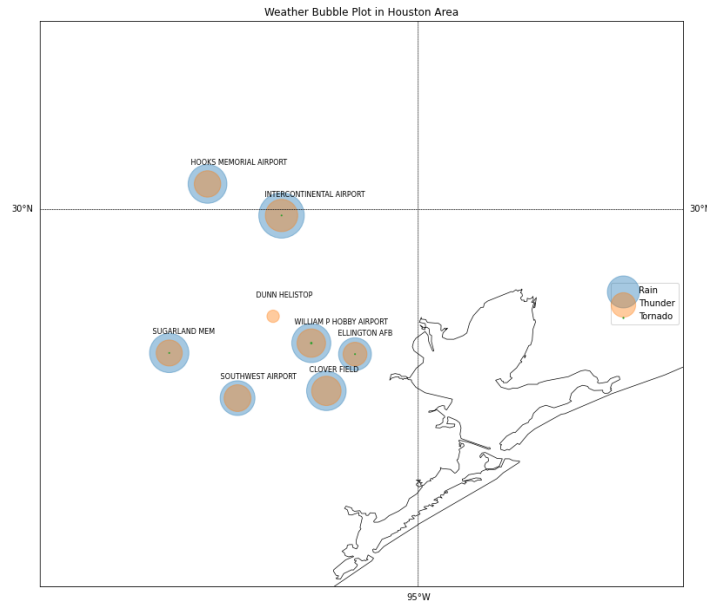 Weather Bubble Plot in Houston Area
HOOKS MEMORIAL AIRPORT
INTERCONTINENTAL AIRPORT
30°N
30°N
DUNN HELISTOP
Rain
Thunder
Tornado
WILLIAM P HOBBY AIRPORT
SUGARLAND MEM
ELLINGTON AFB
CLOVER FIELD
SOUTHWEST AIRPORT
95°W